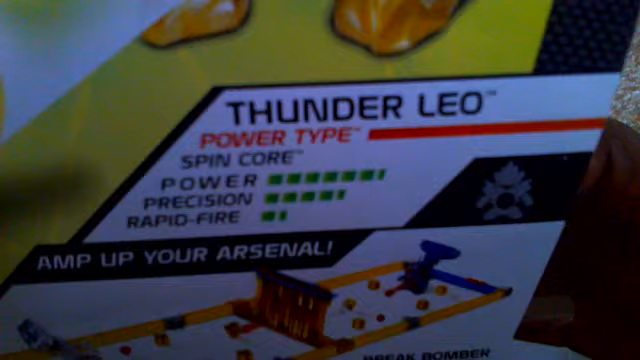 THUNDER LEO™
POWER TYPE™
SPIN CORE™
POWER
PRECISION
RAPID-FIRE
AMP UP YOUR ARSENAL!
BREAK BOMBER